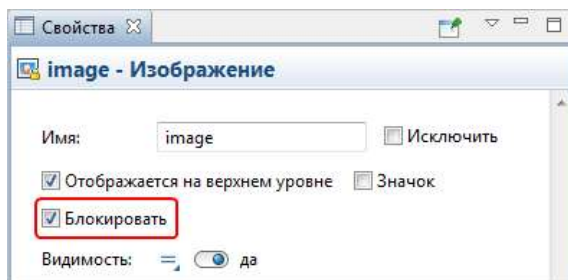 Свойства
image - Изображение
Имя: image Исключить
Отображается на верхнем уровне Значок
Блокировать
Видимость: = да